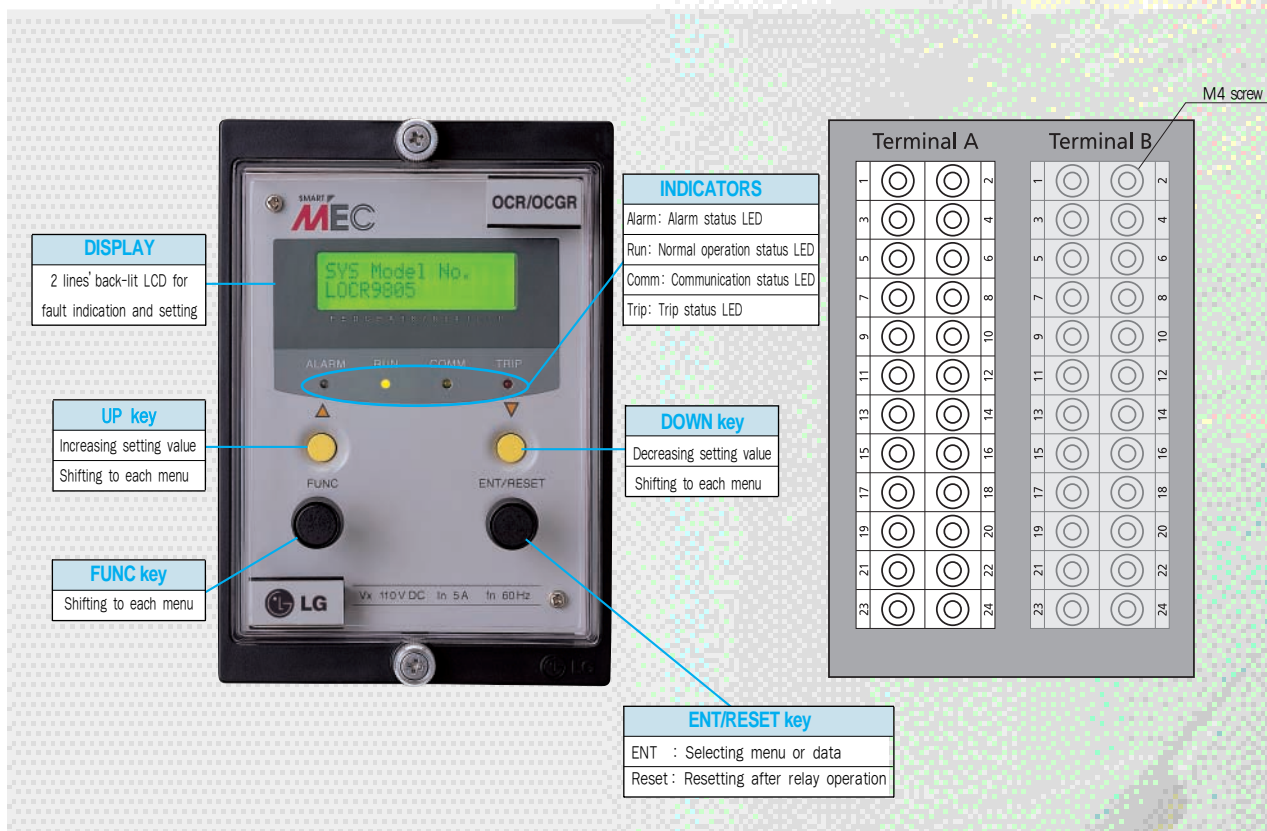 M4 screw
SMART
MEC
OCR/OCGR
SYS Model No.
LOCR9805
ALARM RUN COMM TRIP
FUNC
ENT/RESET
LG
Vx 110V DC In 5A fn 60Hz
LG
DISPLAY
2 lines' back-lit LCD for
fault indication and setting
UP key
Increasing setting value
Shifting to each menu
FUNC key
Shifting to each menu
INDICATORS
Alarm: Alarm status LED
Run: Normal operation status LED
Comm: Communication status LED
Trip: Trip status LED
DOWN key
Decreasing setting value
Shifting to each menu
ENT/RESET key
ENT : Selecting menu or data
Reset: Resetting after relay operation
Terminal A
1 2
3 4
5 6
7 8
9 10
11 12
13 14
15 16
17 18
19 20
21 22
23 24
Terminal B
1 2
3 4
5 6
7 8
9 10
11 12
13 14
15 16
17 18
19 20
21 22
23 24